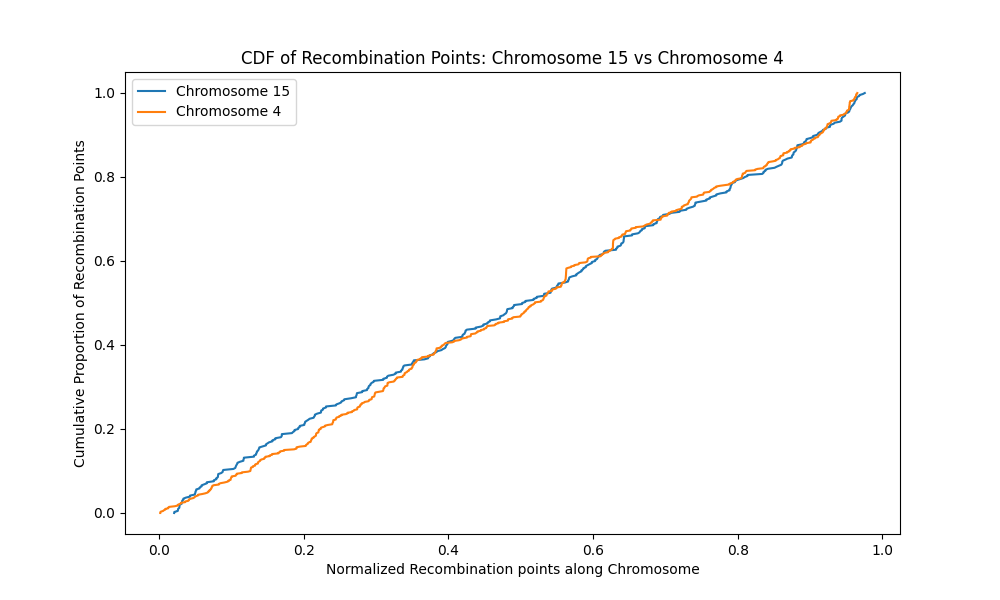 CDF of Recombination Points: Chromosome 15 vs Chromosome 4
Chromosome 15
Chromosome 4
Cumulative Proportion of Recombination Points
1.0
0.8
0.6
0.4
0.2
0.0
0.0 0.2 0.4 0.6 0.8 1.0
Normalized Recombination points along Chromosome